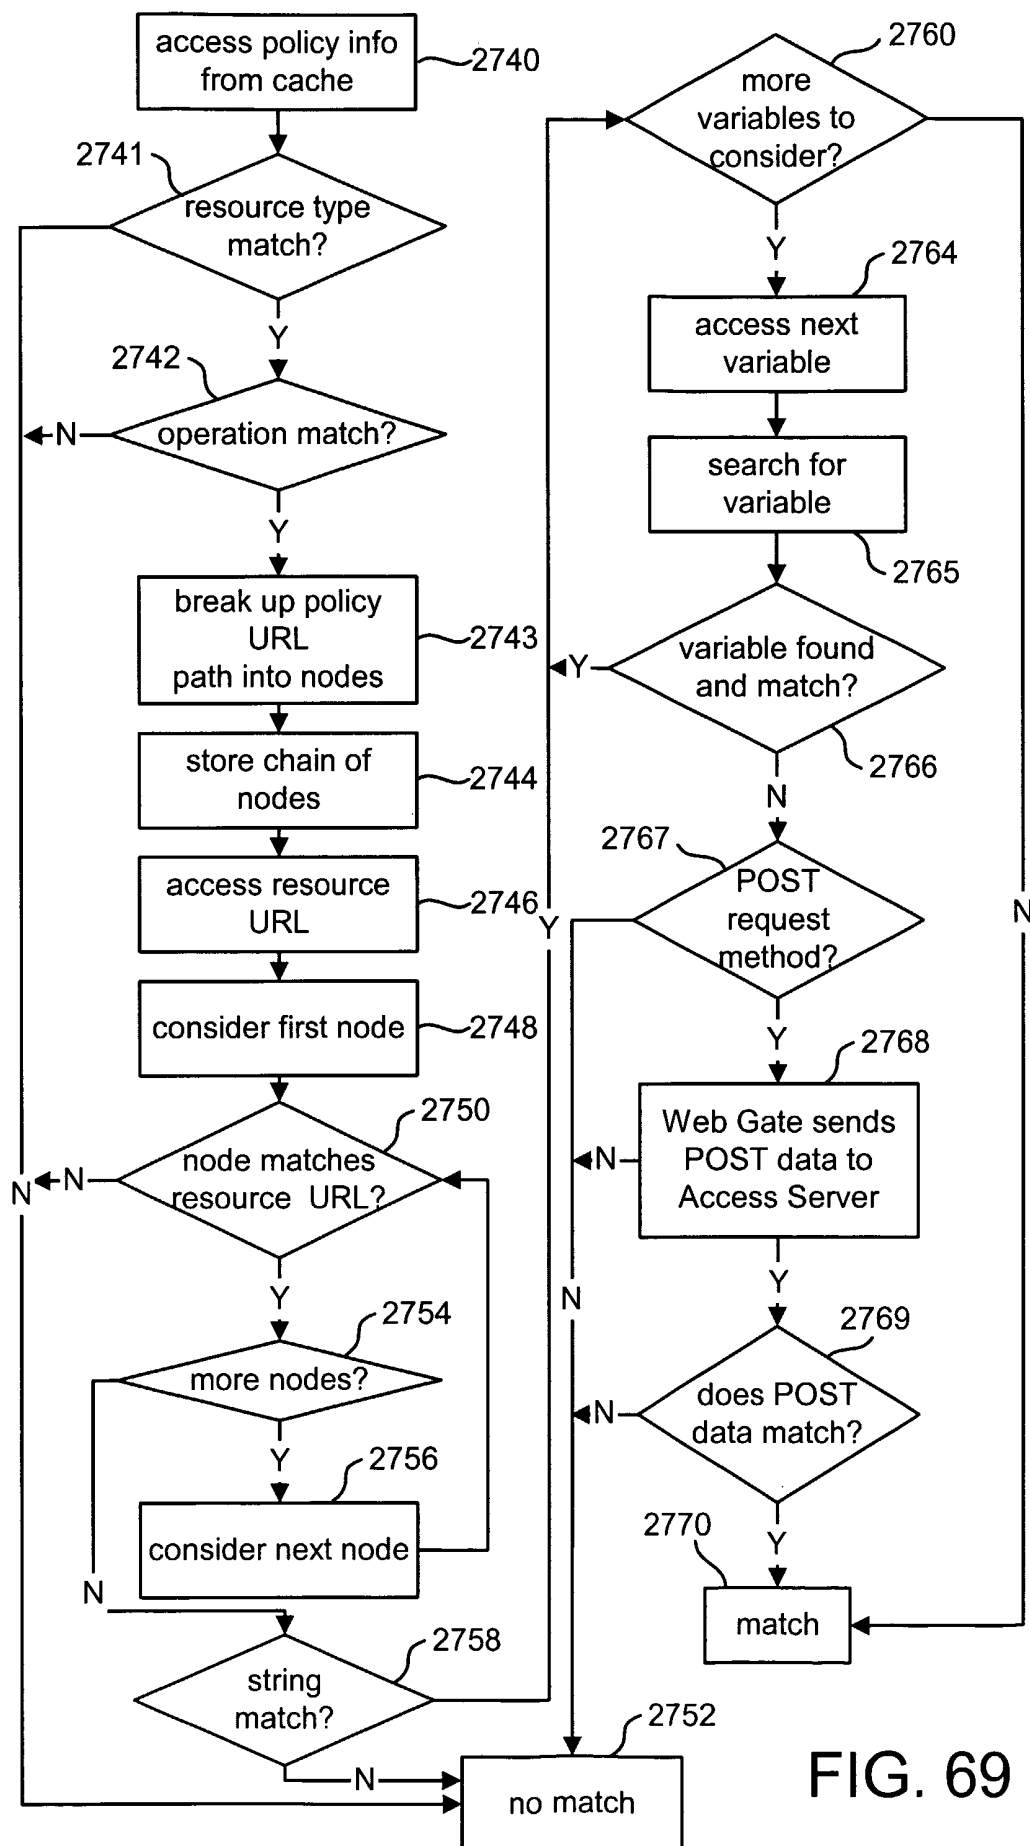 access policy info
from cache
2740
2741
resource type
match?
Y
2742
operation match?
N
Y
break up policy
URL
path into nodes
2743
store chain of
nodes
2744
access resource
URL
2746
consider first node
2748
2750
node matches
resource URL?
N
N
Y
2754
more nodes?
Y
2756
consider next node
N
2758
string
match?
N
Y
2760
more
variables to
consider?
Y
N
2764
access next
variable
search for
variable
2765
variable found
and match?
Y
2766
N
2767
POST
request
method?
Y
2768
Web Gate sends
POST data to
Access Server
N
N
Y
2769
does POST
data match?
N
Y
2770
match
2752
no match
FIG. 69